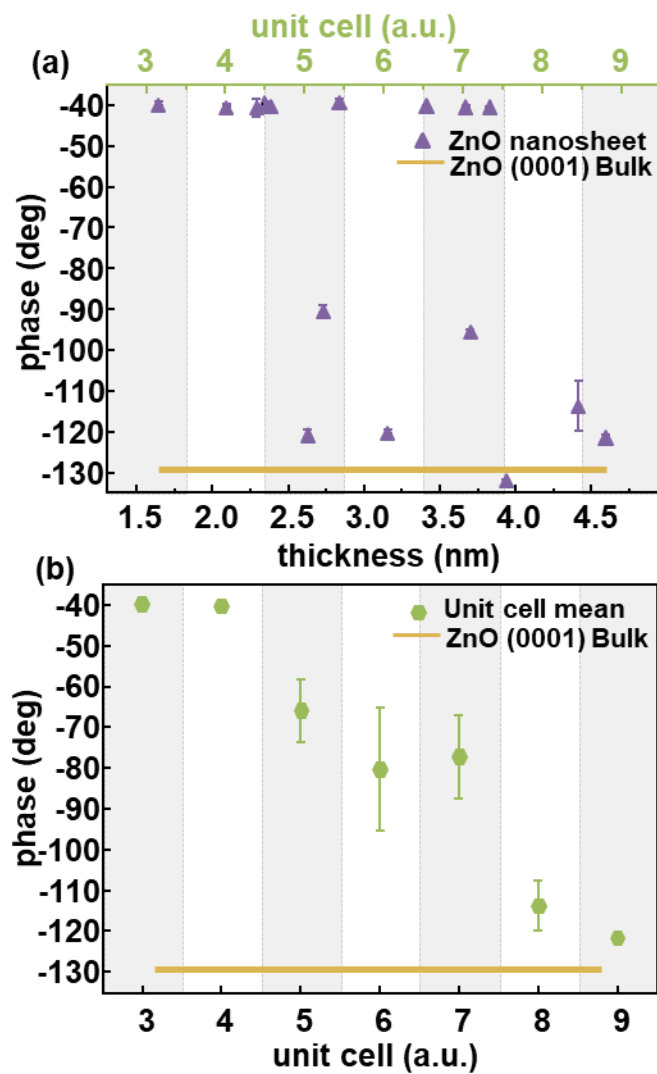 unit cell (a.u.)
(a)
3 4 5 6 7 8 9
-40
-50
-60
-70
-80
-90
-100
-110
-120
-130
phase (deg)
ZnO nanosheet
ZnO (0001) Bulk
1.5 2.0 2.5 3.0 3.5 4.0 4.5
thickness (nm)
(b)
-40
-50
-60
-70
-80
-90
-100
-110
-120
-130
phase (deg)
Unit cell mean
ZnO (0001) Bulk
3 4 5 6 7 8 9
unit cell (a.u.)